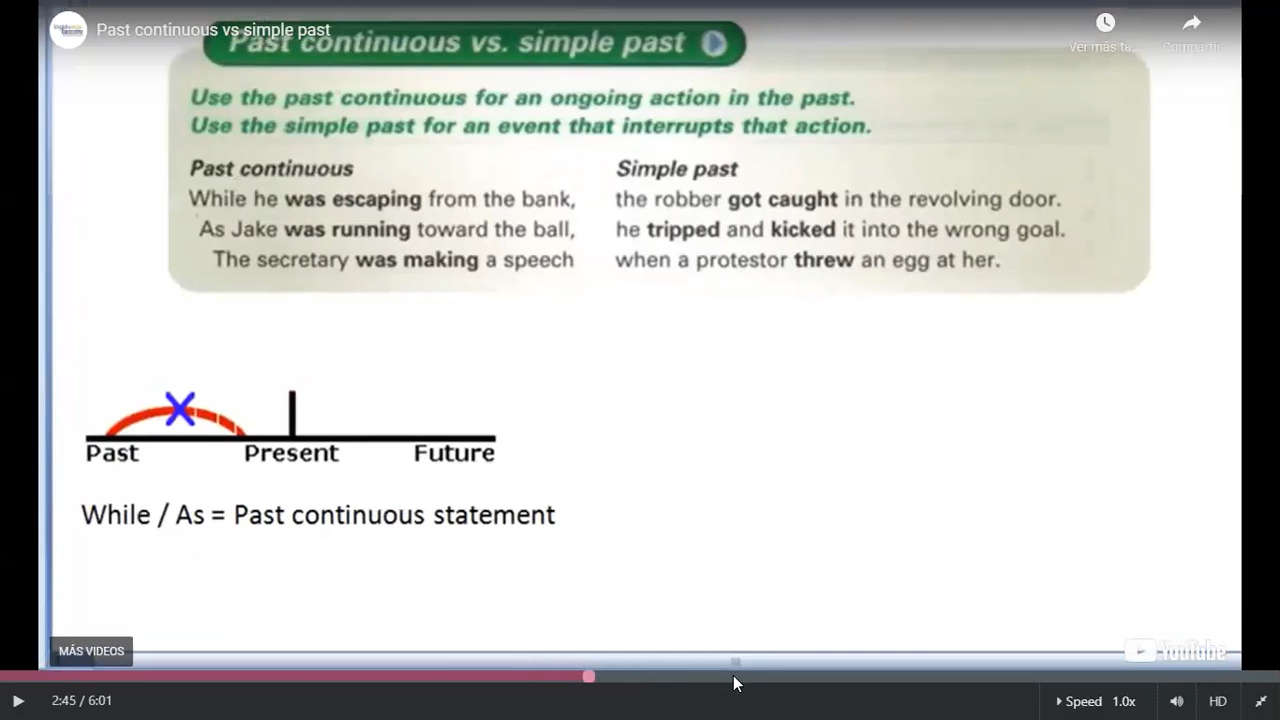 Past continuous vs simple past
Ver más ta...
Compartir
Past continuous vs. simple past
Use the past continuous for an ongoing action in the past.
Use the simple past for an event that interrupts that action.
Past continuous
Simple past
While he was escaping from the bank,
the robber got caught in the revolving door.
As Jake was running toward the ball,
he tripped and kicked it into the wrong goal.
The secretary was making a speech
when a protestor threw an egg at her.
Past
Present
Future
While / As = Past continuous statement
MÁS VIDEOS
YouTube
2:45 / 6:01
Speed 1.0x
HD